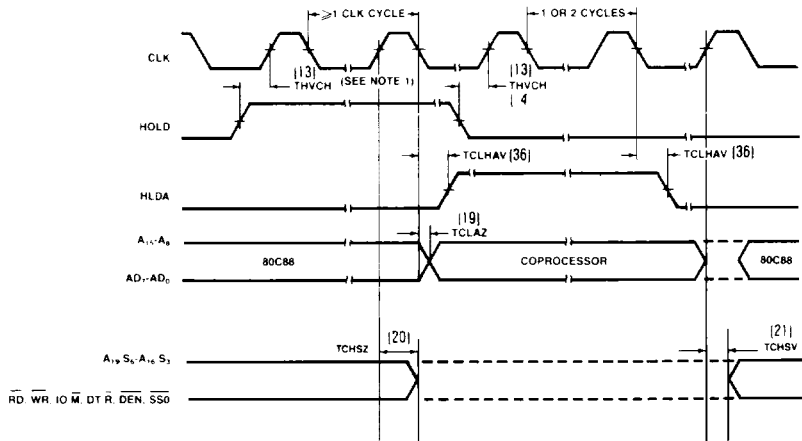 ⩾1 CLK CYCLE
1 OR 2 CYCLES
CLK
[13]
THVCH
(SEE NOTE 1)
[13]
THVCH
[ 4
HOLD
TCLHAV [36]
TCLHAV [36]
HLDA
[19]
TCLAZ
A15-A8
80C88
COPROCESSOR
80C88
AD7-AD0
[20]
TCHSZ
[21]
TCHSV
A19 S6-A16 S3
RD, WR, IO M, DT R, DEN, SSO